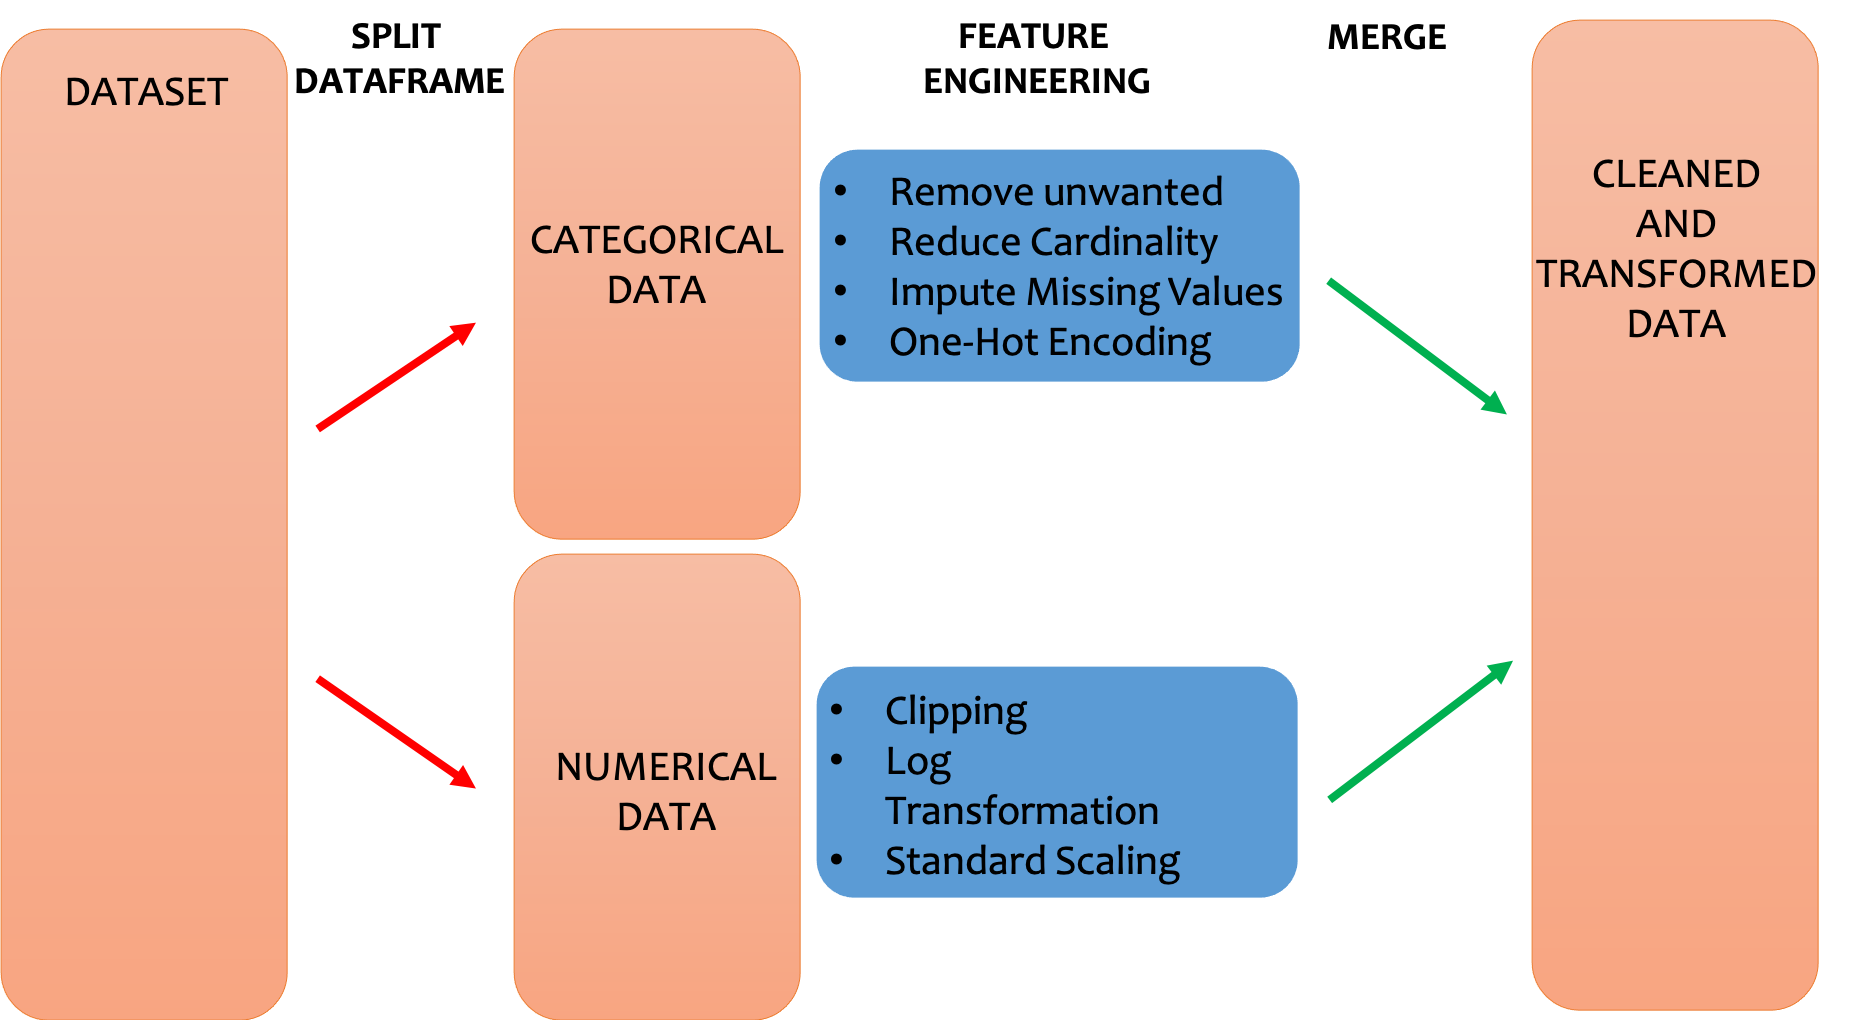 DATASET
SPLIT
DATAFRAME
CATEGORICAL
DATA
NUMERICAL
DATA
FEATURE
ENGINEERING
• Remove unwanted
• Reduce Cardinality
• Impute Missing Values
• One-Hot Encoding
• Clipping
• Log
Transformation
• Standard Scaling
MERGE
CLEANED
AND
TRANSFORMED
DATA